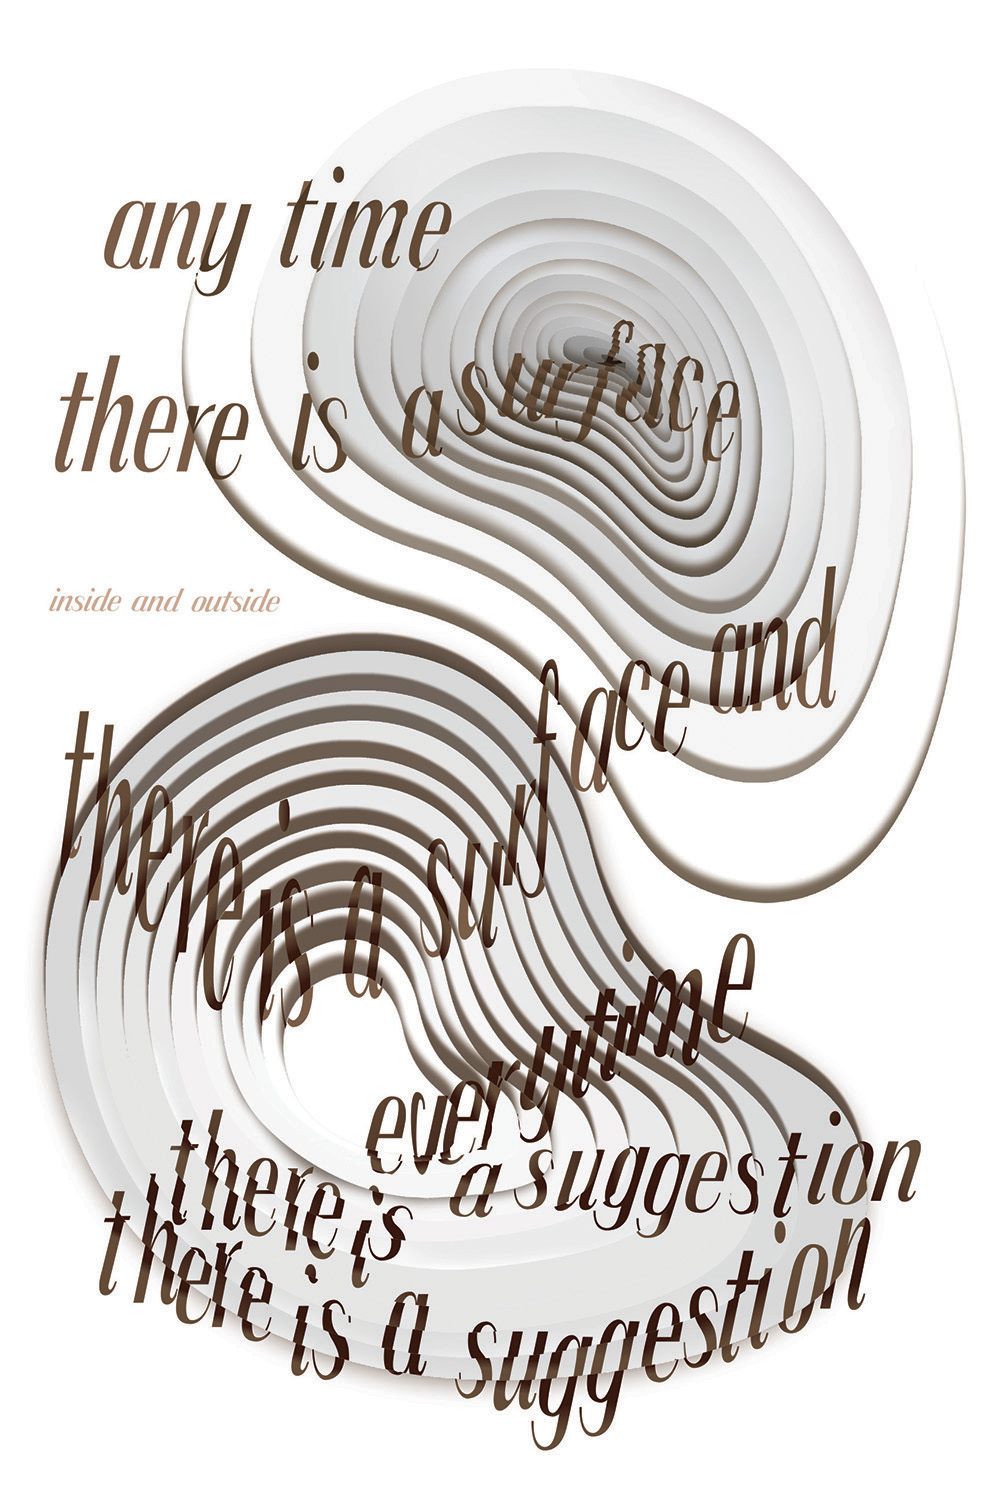 any time
there is a surface
inside and outside
there is a surface and
everytime
there is a suggestion
there is a suggestion